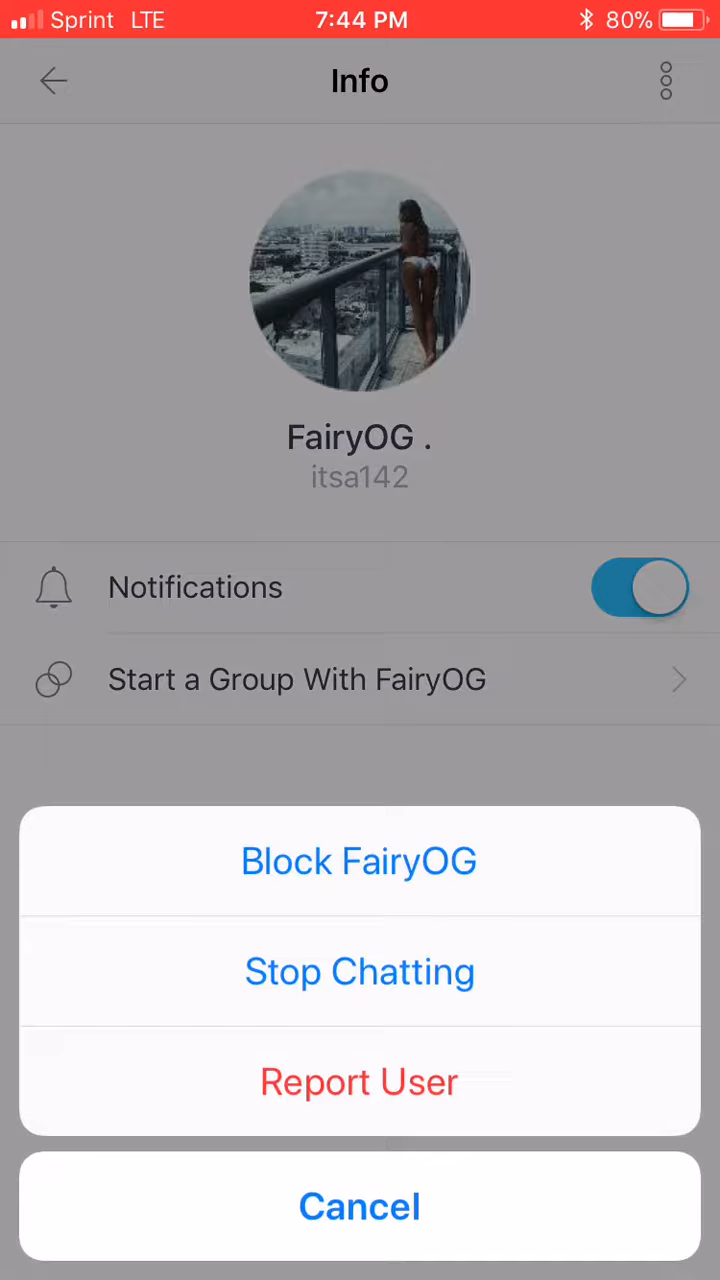 Sprint LTE 7:44 PM 80%
Info
FairyOG .
itsa142
Notifications
Start a Group With FairyOG
Block FairyOG
Stop Chatting
Report User
Cancel